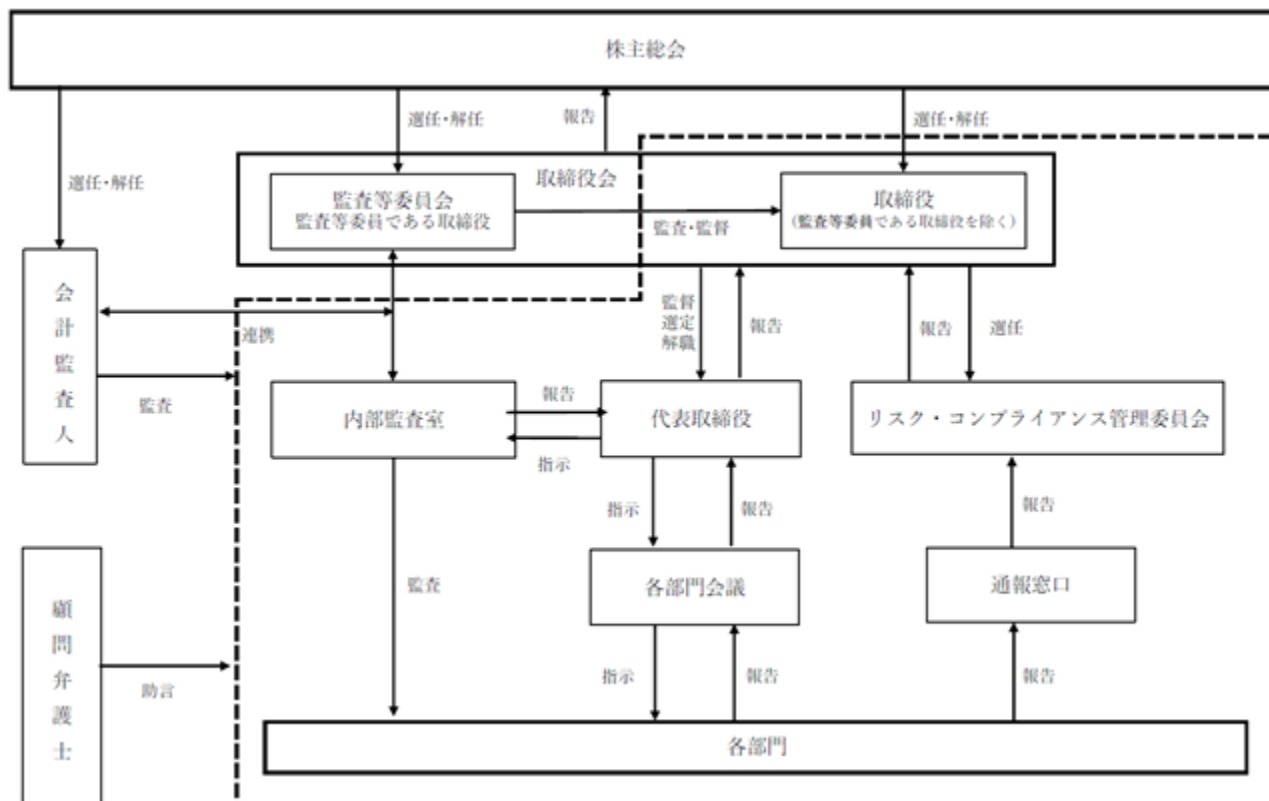 株主総会
選任・解任
報告
選任・解任
選任・解任
取締役会
監査等委員会
監査等委員である取締役
監査・監督
取締役
(監査等委員である取締役を除く)
会計監査人
連携
監査
監督
選定
解職
報告
報告
選任
内部監査室
報告
指示
代表取締役
リスク・コンプライアンス管理委員会
指示
報告
報告
顧問弁護士
助言
監査
各部門会議
通報窓口
指示
報告
報告
各部門